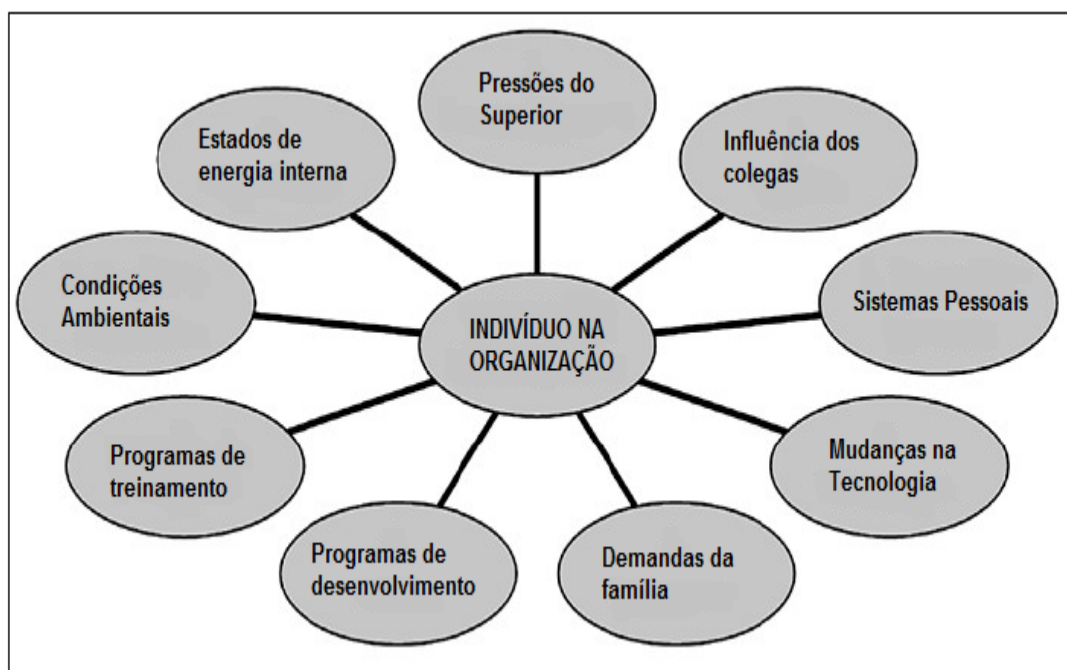 Pressões do
Superior
Estados de
energia interna
Influência dos
colegas
Condições
Ambientais
INDIVÍDUO NA
ORGANIZAÇÃO
Sistemas Pessoais
Programas de
treinamento
Mudanças na
Tecnologia
Programas de
desenvolvimento
Demandas da
família